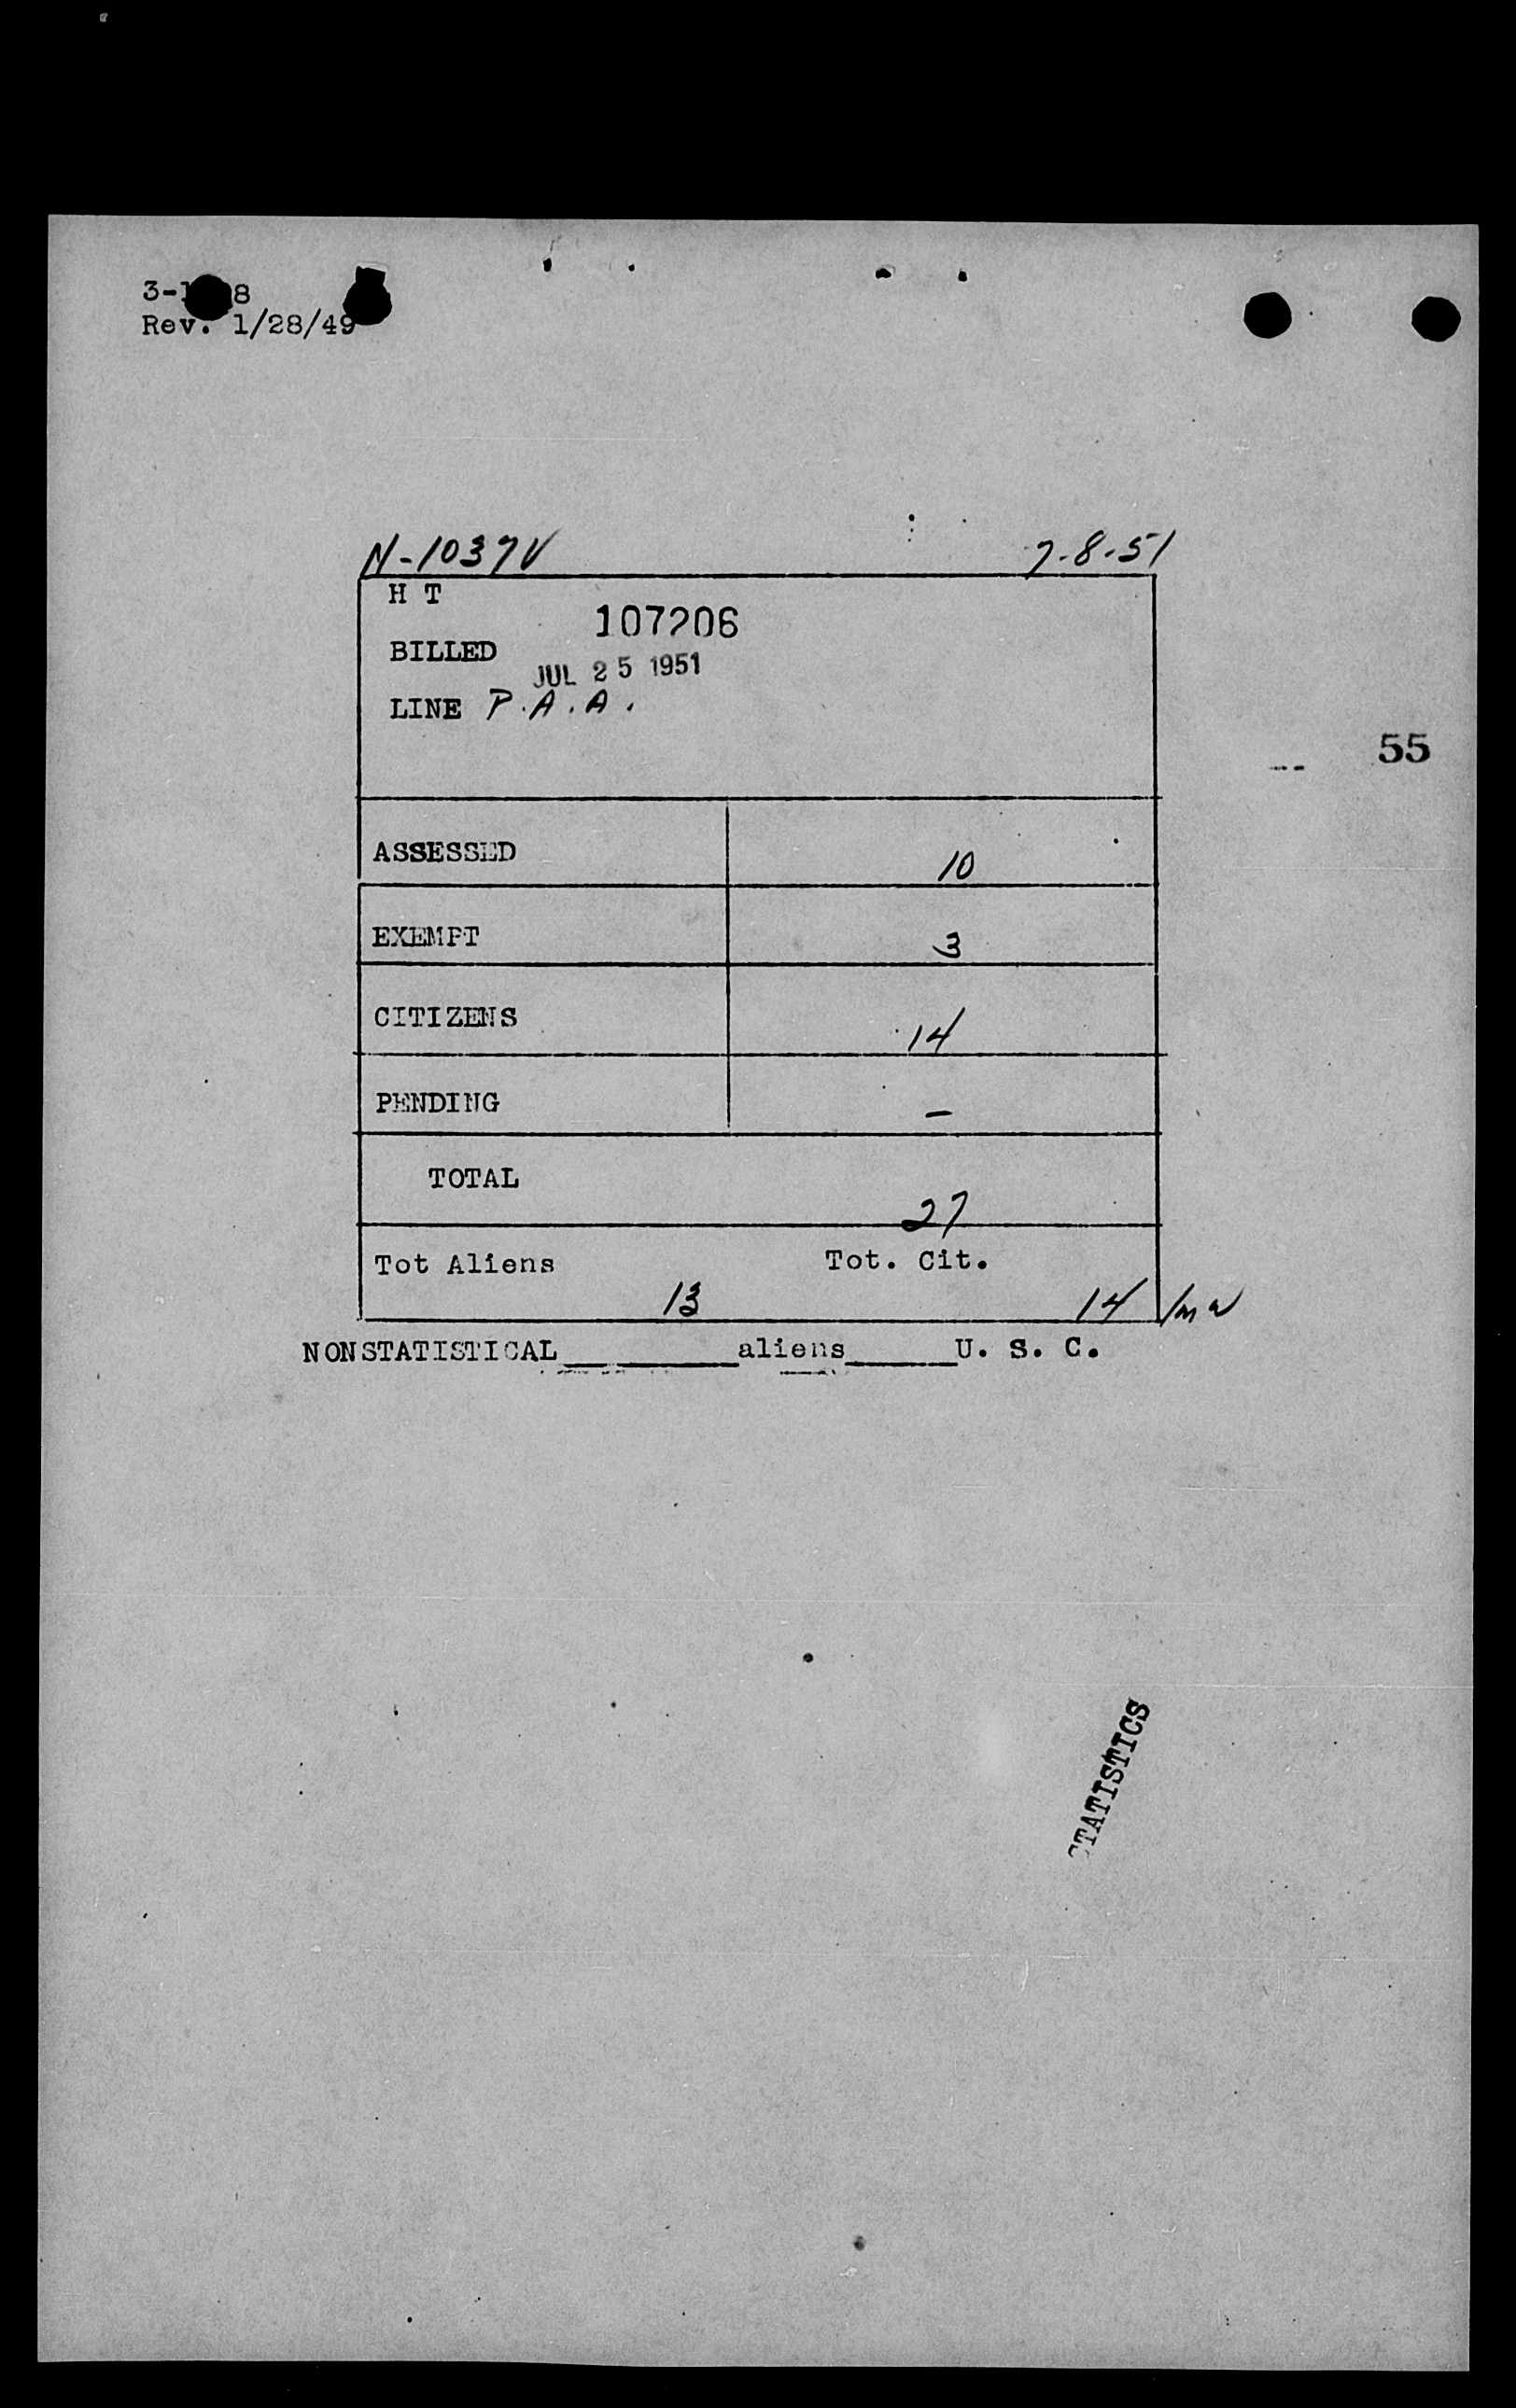 Rev. 1/28/49
N-1037V 7-8-51
H T
107206
BILLED
JUL 25 1951
LINE P.A.A.
55
ASSESSED 10
EXEMPT 3
CITIZENS 14
PENDING -
TOTAL 27
Tot Aliens 13 Tot. Cit. 14
NONSTATISTICAL aliens U. S. C.
STATISTICS